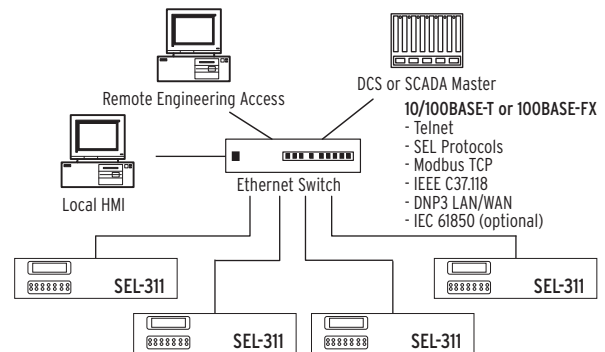 Remote Engineering Access
DCS or SCADA Master
10/100BASE-T or 100BASE-FX
- Telnet
- SEL Protocols
- Modbus TCP
- IEEE C37.118
- DNP3 LAN/WAN
- IEC 61850 (optional)
Ethernet Switch
Local HMI
SEL-311
SEL-311
SEL-311
SEL-311